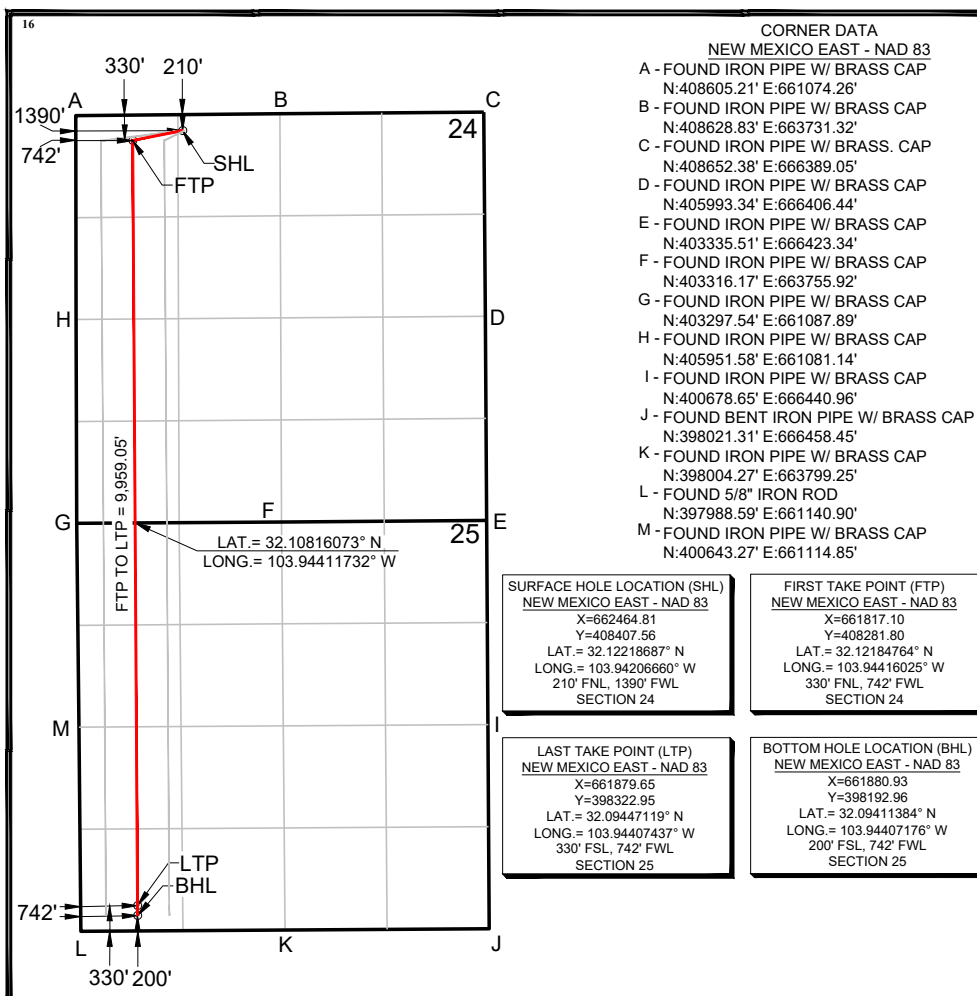 16
330' 210'
A B C
1390'
742'
24
SHL
FTP
H D
FTP TO LTP = 9,959.05'
G F E
25
LAT.= 32.10816073° N
LONG.= 103.94411732° W
M I
LTP
BHL
742'
L K J
330' 200'
CORNER DATA
NEW MEXICO EAST - NAD 83
A - FOUND IRON PIPE W/ BRASS CAP
N:408605.21' E:661074.26'
B - FOUND IRON PIPE W/ BRASS CAP
N:408628.83' E:663731.32'
C - FOUND IRON PIPE W/ BRASS. CAP
N:408652.38' E:666389.05'
D - FOUND IRON PIPE W/ BRASS CAP
N:405993.34' E:666406.44'
E - FOUND IRON PIPE W/ BRASS CAP
N:403335.51' E:666423.34'
F - FOUND IRON PIPE W/ BRASS CAP
N:403316.17' E:663755.92'
G - FOUND IRON PIPE W/ BRASS CAP
N:403297.54' E:661087.89'
H - FOUND IRON PIPE W/ BRASS CAP
N:405951.58' E:661081.14'
I - FOUND IRON PIPE W/ BRASS CAP
N:400678.65' E:666440.96'
J - FOUND BENT IRON PIPE W/ BRASS CAP
N:398021.31' E:666458.45'
K - FOUND IRON PIPE W/ BRASS CAP
N:398004.27' E:663799.25'
L - FOUND 5/8" IRON ROD
N:397988.59' E:661140.90'
M - FOUND IRON PIPE W/ BRASS CAP
N:400643.27' E:661114.85'
SURFACE HOLE LOCATION (SHL)
NEW MEXICO EAST - NAD 83
X=662464.81
Y=408407.56
LAT.= 32.12218687° N
LONG.= 103.94206660° W
210' FNL, 1390' FWL
SECTION 24
FIRST TAKE POINT (FTP)
NEW MEXICO EAST - NAD 83
X=661817.10
Y=408281.80
LAT.= 32.12184764° N
LONG.= 103.94416025° W
330' FNL, 742' FWL
SECTION 24
LAST TAKE POINT (LTP)
NEW MEXICO EAST - NAD 83
X=661879.65
Y=398322.95
LAT.= 32.09447119° N
LONG.= 103.94407437° W
330' FSL, 742' FWL
SECTION 25
BOTTOM HOLE LOCATION (BHL)
NEW MEXICO EAST - NAD 83
X=661880.93
Y=398192.96
LAT.= 32.09411384° N
LONG.= 103.94407176° W
200' FSL, 742' FWL
SECTION 25